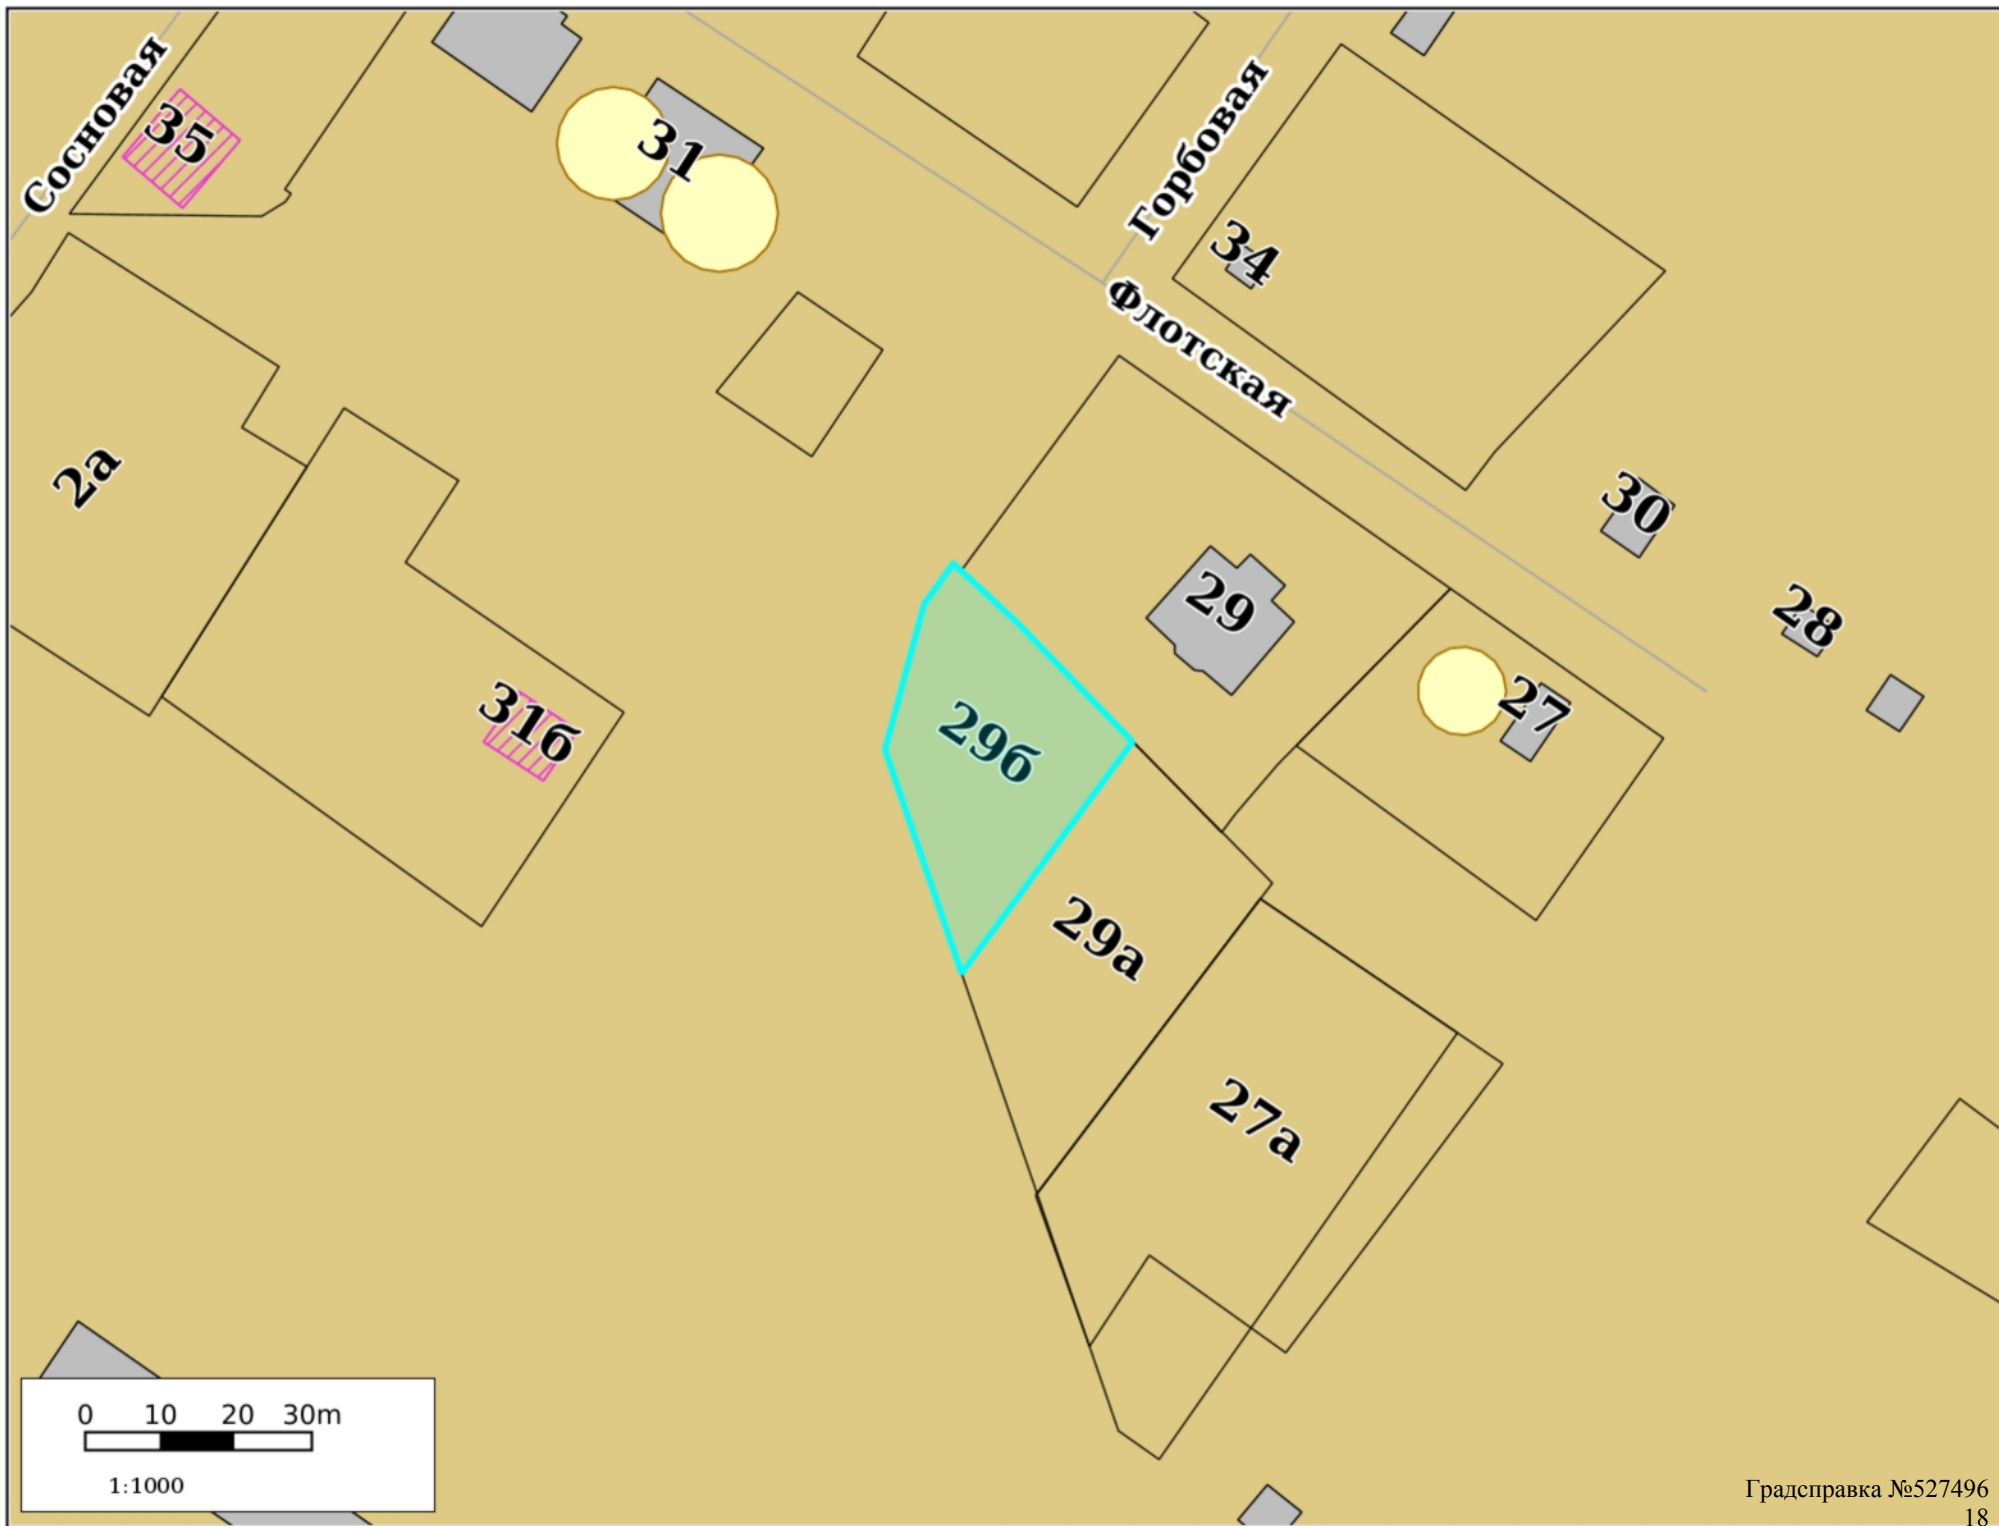 Сосновая
35
31
Горбовая
34
Флотская
2а
30
29
28
27
31б
29б
29а
27а
0 10 20 30m
1:1000
Градсправка №527496
18